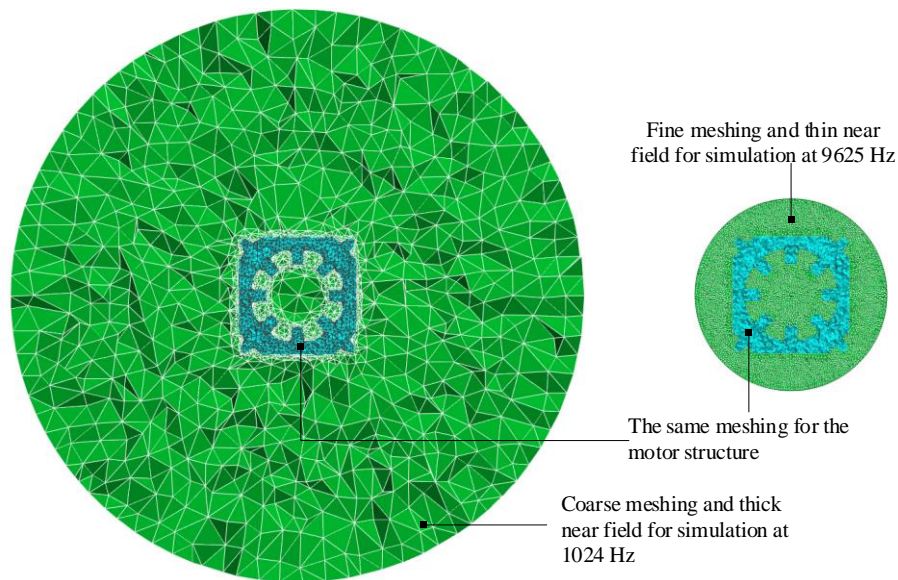 Fine meshing and thin near
field for simulation at 9625 Hz
The same meshing for the
motor structure
Coarse meshing and thick
near field for simulation at
1024 Hz